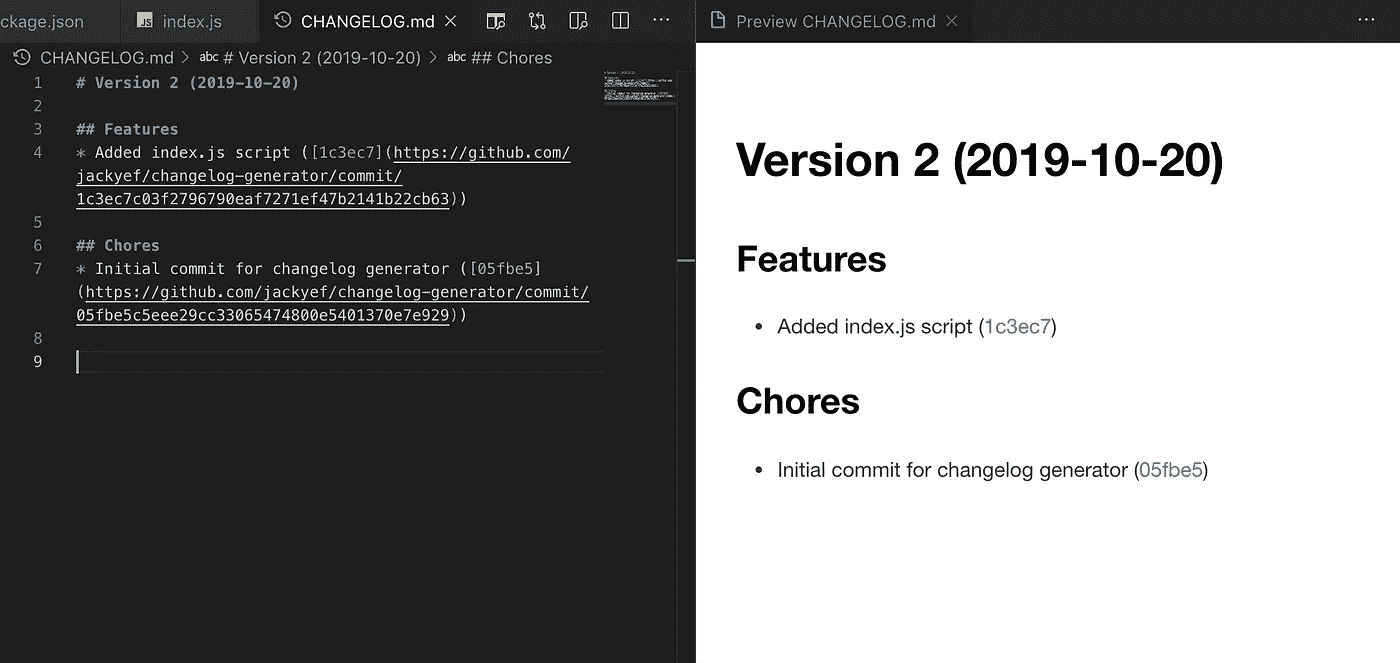 ckage.json
JS index.js
CHANGELOG.md
Preview CHANGELOG.md
CHANGELOG.md > abc # Version 2 (2019-10-20) > abc ## Chores
1 # Version 2 (2019-10-20)
2
3 ## Features
4 * Added index.js script ([1c3ec7](https://github.com/
jackyef/changelog-generator/commit/
1c3ec7c03f2796790eaf7271ef47b2141b22cb63))
5
6 ## Chores
7 * Initial commit for changelog generator ([05fbe5]
(https://github.com/jackyef/changelog-generator/commit/
05fbe5c5eee29cc33065474800e5401370e7e929))
8
9
Version 2 (2019-10-20)
Features
• Added index.js script (1c3ec7)
Chores
• Initial commit for changelog generator (05fbe5)